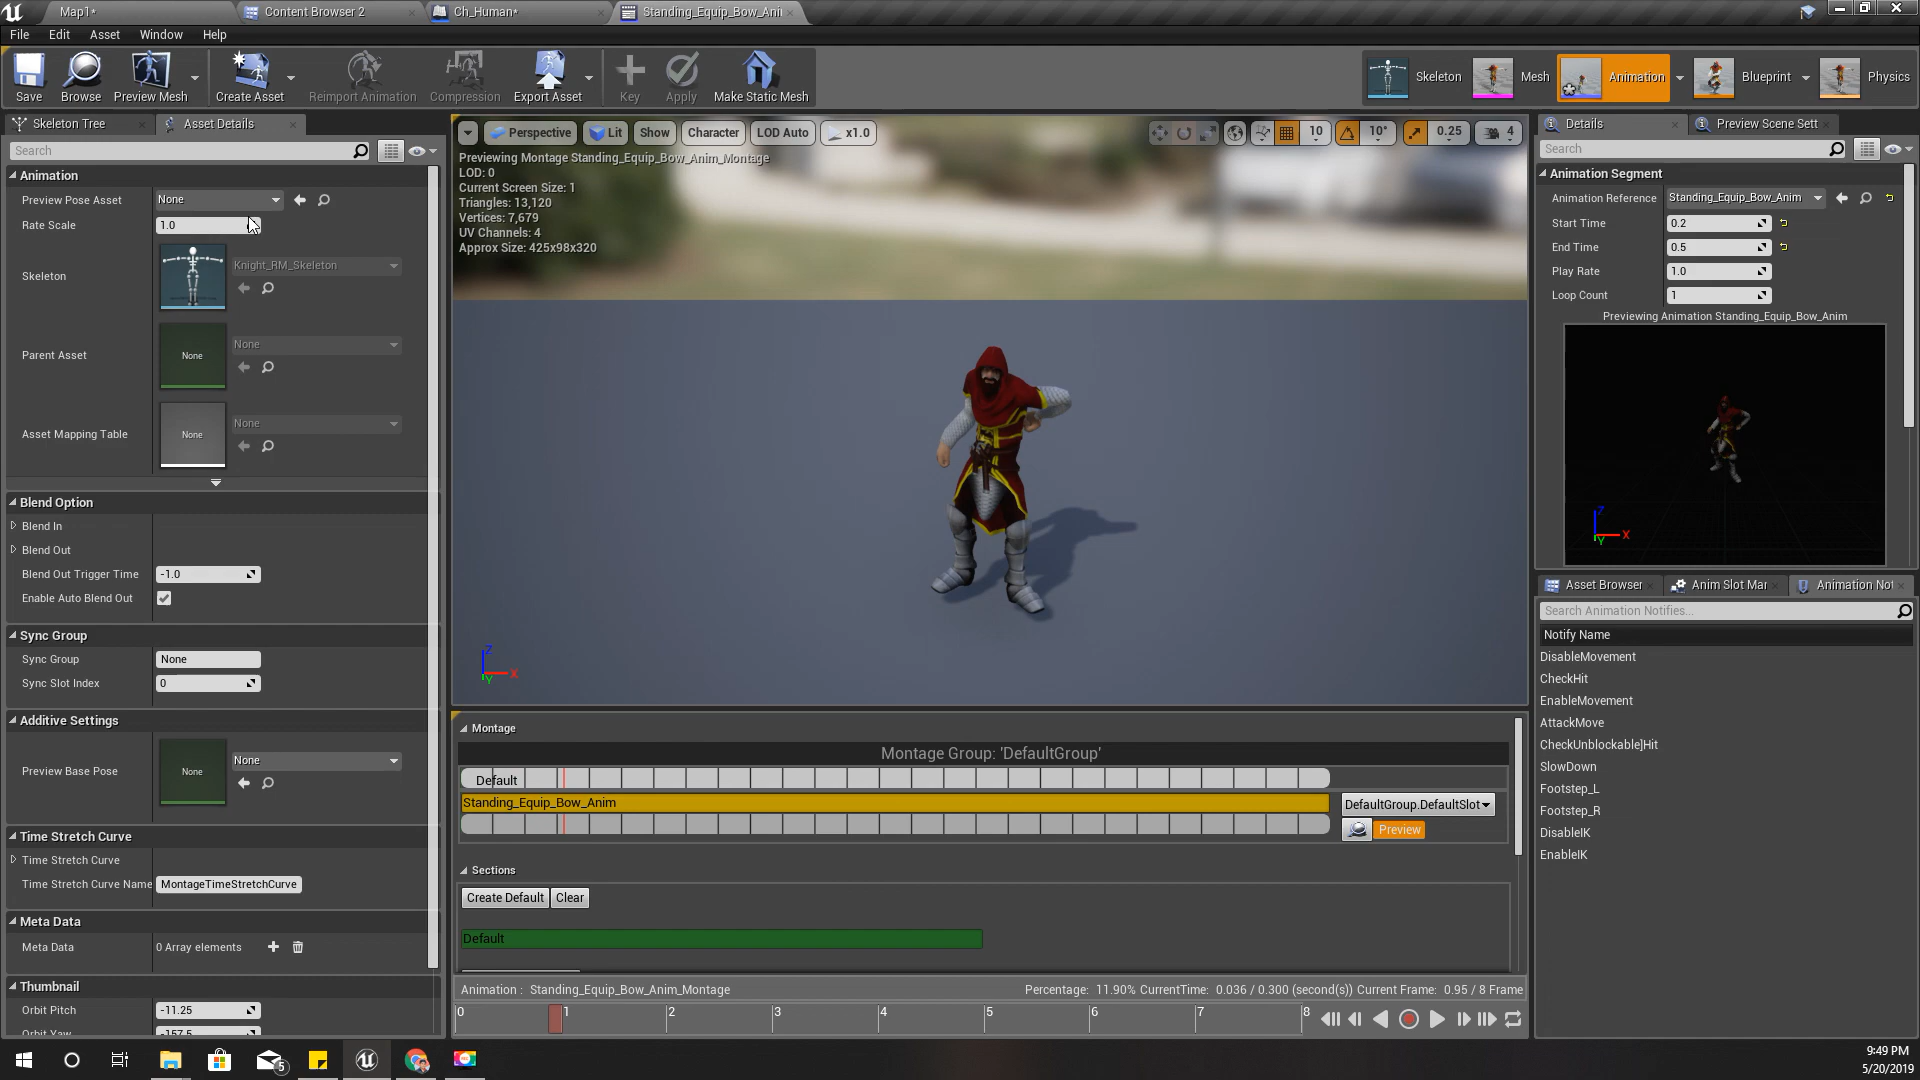 Map1*
Content Browser 2
Ch_Human*
Standing_Equip_Bow_Ani
File
Edit
Asset
Window
Help
Save
Browse
Preview Mesh
Create Asset
Reimport Animation
Compression
Export Asset
Key
Apply
Make Static Mesh
Skeleton
Mesh
Animation
Blueprint
Physics
Skeleton Tree
Asset Details
Search
Animation
Preview Pose Asset
None
Rate Scale
1.0
Skeleton
Knight_RM_Skeleton
Parent Asset
None
None
Asset Mapping Table
None
None
Blend Option
Blend In
Blend Out
Blend Out Trigger Time
-1.0
Enable Auto Blend Out
Sync Group
Sync Group
None
Sync Slot Index
0
Additive Settings
Preview Base Pose
None
None
Time Stretch Curve
Time Stretch Curve
Time Stretch Curve Name
MontageTimeStretchCurve
Meta Data
Meta Data
0 Array elements
Thumbnail
Orbit Pitch
-11.25
Orbit Yaw
-157.5
Perspective
Lit
Show
Character
LOD Auto
x1.0
10
10°
0.25
4
Previewing Montage Standing_Equip_Bow_Anim_Montage
LOD: 0
Current Screen Size: 1
Triangles: 13,120
Vertices: 7,679
UV Channels: 4
Approx Size: 425x98x320
Z
X
Y
Montage
Montage Group: 'DefaultGroup'
Default
Standing_Equip_Bow_Anim
DefaultGroup.DefaultSlot
Preview
Sections
Create Default
Clear
Default
Animation : Standing_Equip_Bow_Anim_Montage
Percentage: 11.90% CurrentTime: 0.036 / 0.300 (second(s)) Current Frame: 0.95 / 8 Frame
0 1 2 3 4 5 6 7 8
Details
Preview Scene Sett
Search
Animation Segment
Animation Reference
Standing_Equip_Bow_Anim
Start Time
0.2
End Time
0.5
Play Rate
1.0
Loop Count
1
Previewing Animation Standing_Equip_Bow_Anim
Z
X
Y
Asset Browser
Anim Slot Mar
Animation Not
Search Animation Notifies...
Notify Name
DisableMovement
CheckHit
EnableMovement
AttackMove
CheckUnblockable]Hit
SlowDown
Footstep_L
Footstep_R
DisableIK
EnableIK
5
9:49 PM
5/20/2019